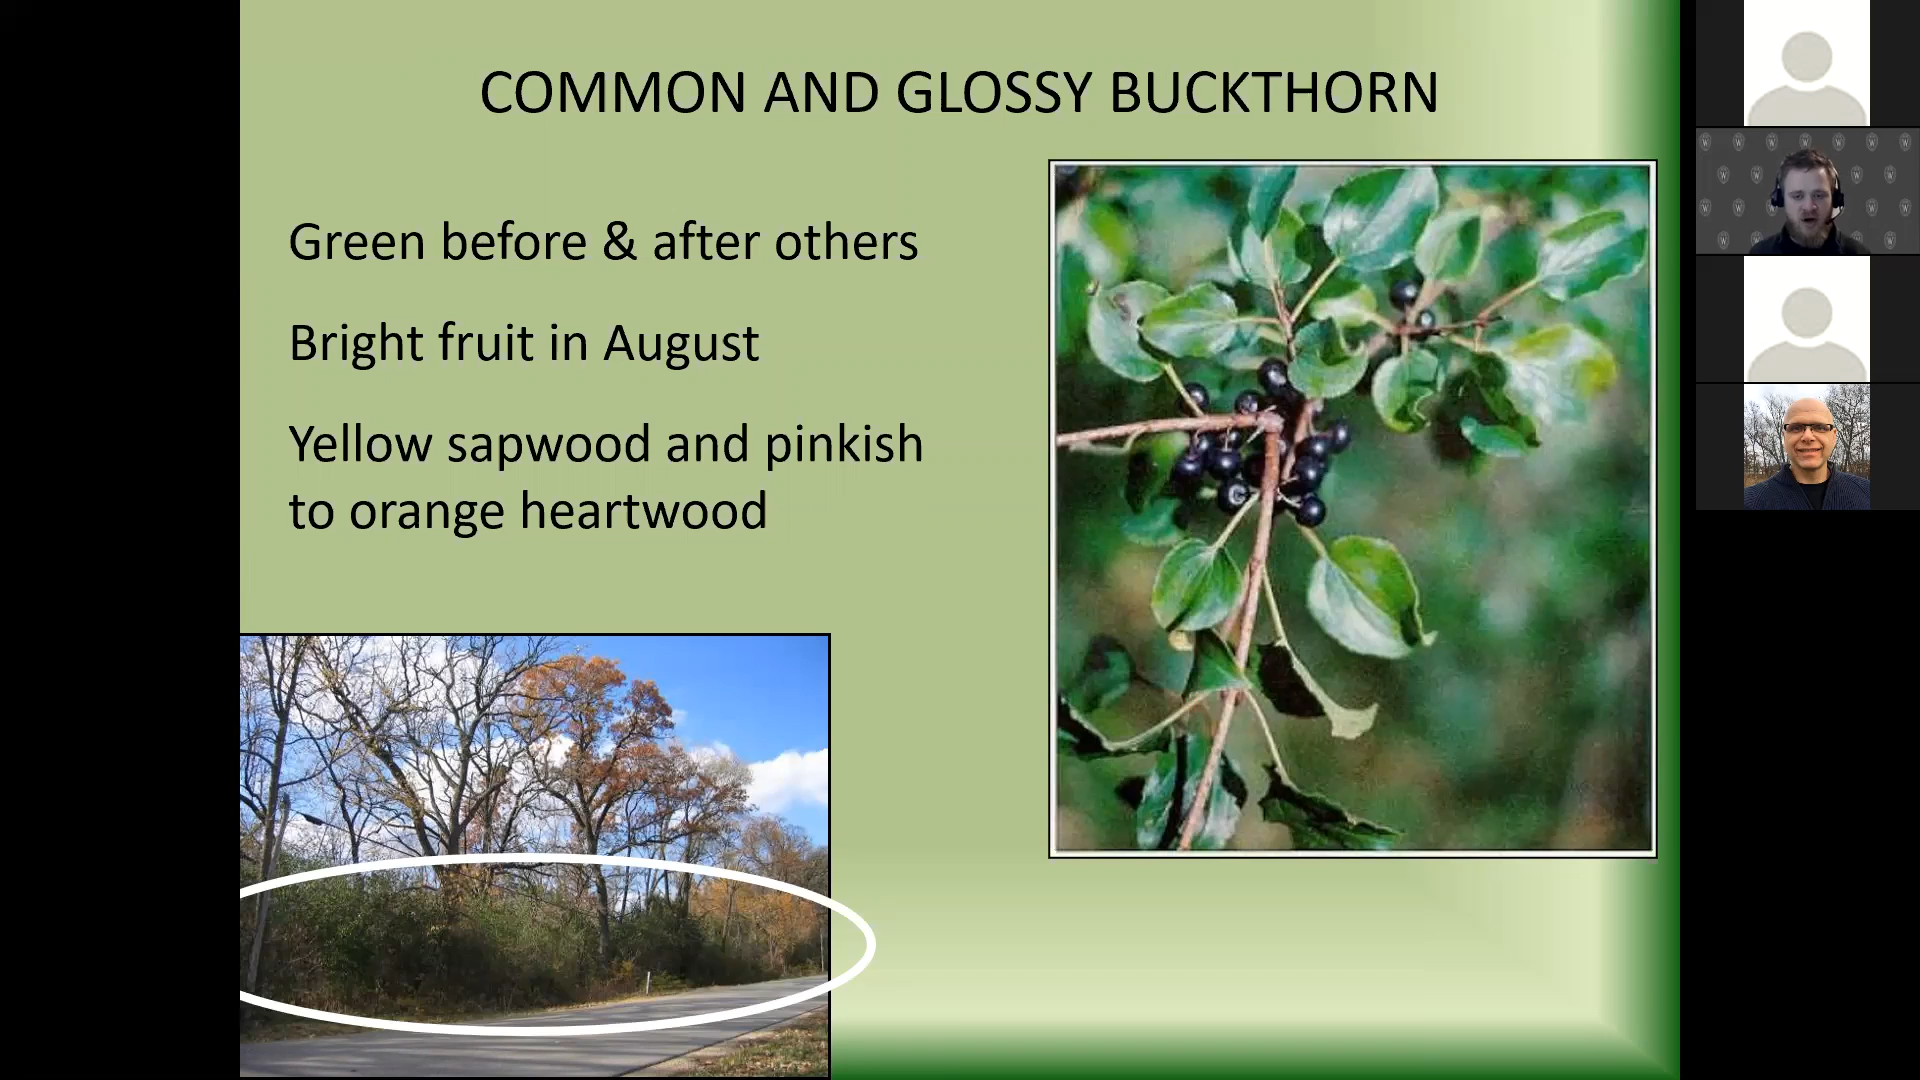 COMMON AND GLOSSY BUCKTHORN
Green before & after others
Bright fruit in August
Yellow sapwood and pinkish
to orange heartwood